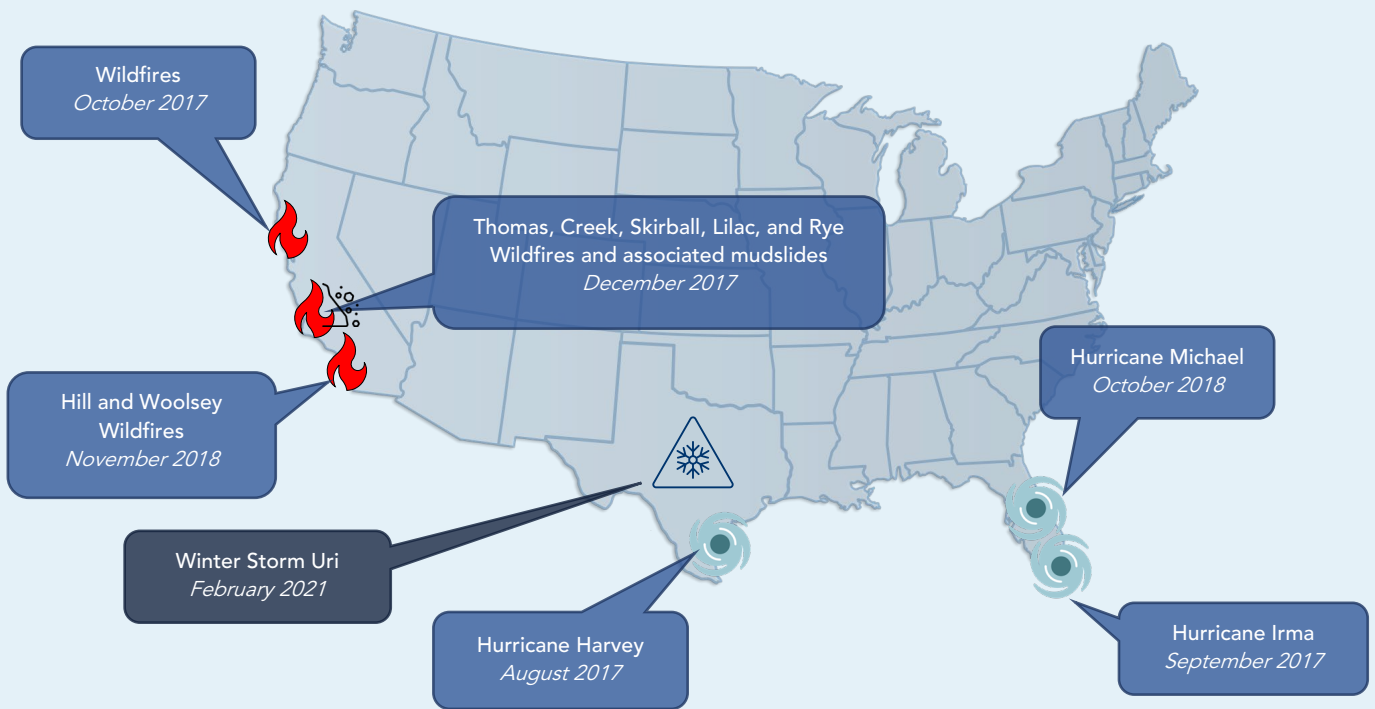 Wildfires
October 2017
Thomas, Creek, Skirball, Lilac, and Rye
Wildfires and associated mudslides
December 2017
Hurricane Michael
October 2018
Hill and Woolsey
Wildfires
November 2018
Winter Storm Uri
February 2021
Hurricane Harvey
August 2017
Hurricane Irma
September 2017